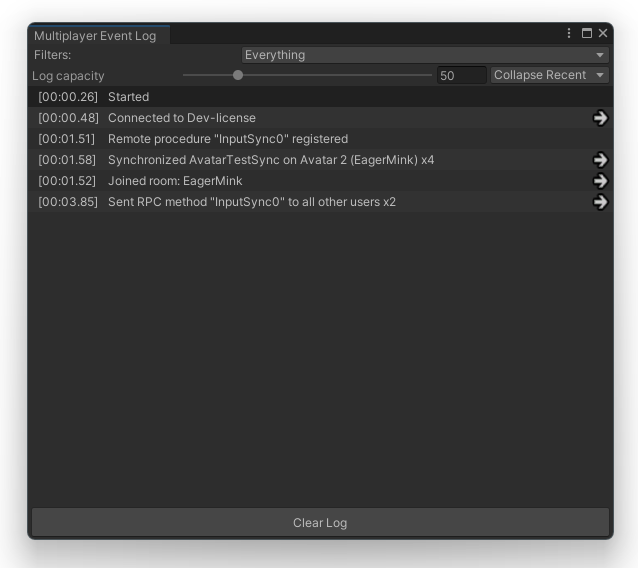 Multiplayer Event Log
Filters: Everything
Log capacity 50 Collapse Recent
[00:00.26] Started
[00:00.48] Connected to Dev-license
[00:01.51] Remote procedure "InputSync0" registered
[00:01.58] Synchronized AvatarTestSync on Avatar 2 (EagerMink) x4
[00:01.52] Joined room: EagerMink
[00:03.85] Sent RPC method "InputSync0" to all other users x2
Clear Log